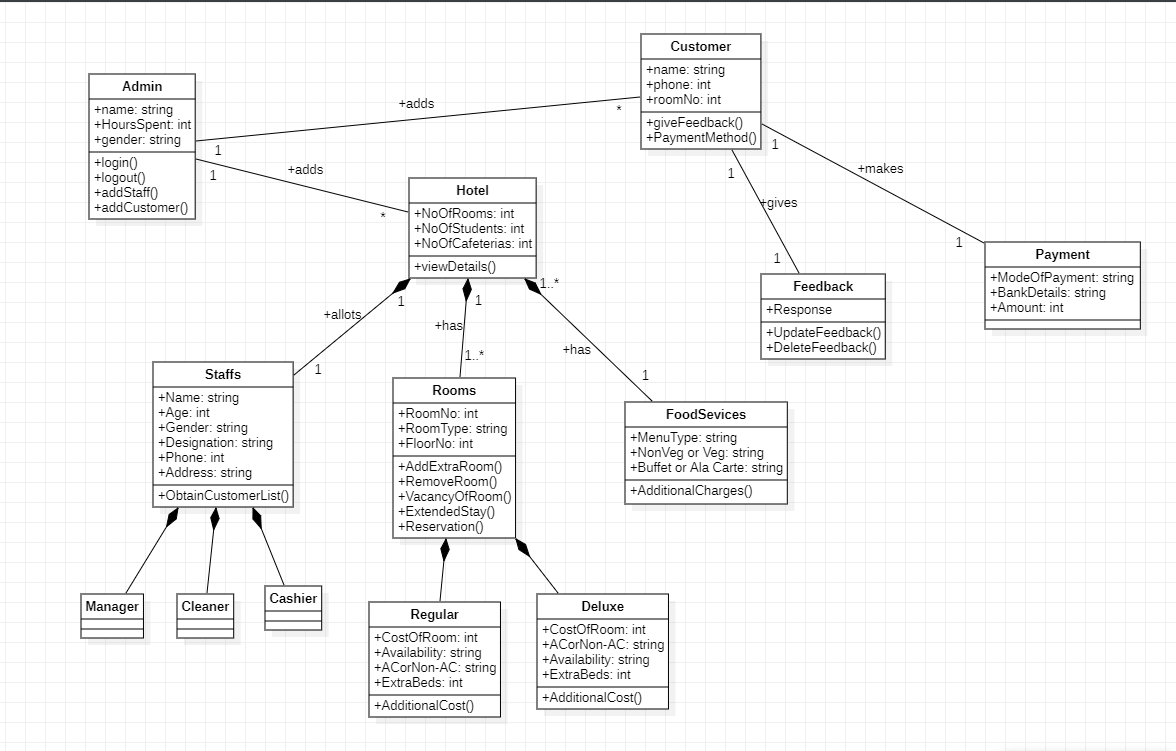 Customer
+name: string
+phone: int
+roomNo: int
+giveFeedback()
+PaymentMethod()
Admin
+name: string
+HoursSpent: int
+gender: string
+login()
+logout()
+addStaff()
+addCustomer()
+adds
1
*
+adds
1
*
Hotel
+NoOfRooms: int
+NoOfStudents: int
+NoOfCafeterias: int
+viewDetails()
1
+gives
1
1
+makes
1
Payment
+ModeOfPayment: string
+BankDetails: string
+Amount: int
Feedback
+Response
+UpdateFeedback()
+DeleteFeedback()
1
+allots
1
1
+has
1..*
1..*
+has
1
Staffs
+Name: string
+Age: int
+Gender: string
+Designation: string
+Phone: int
+Address: string
+ObtainCustomerList()
Rooms
+RoomNo: int
+RoomType: string
+FloorNo: int
+AddExtraRoom()
+RemoveRoom()
+VacancyOfRoom()
+ExtendedStay()
+Reservation()
FoodSevices
+MenuType: string
+NonVeg or Veg: string
+Buffet or Ala Carte: string
+AdditionalCharges()
Manager
Cleaner
Cashier
Regular
+CostOfRoom: int
+Availability: string
+ACorNon-AC: string
+ExtraBeds: int
+AdditionalCost()
Deluxe
+CostOfRoom: int
+ACorNon-AC: string
+Availability: string
+ExtraBeds: int
+AdditionalCost()